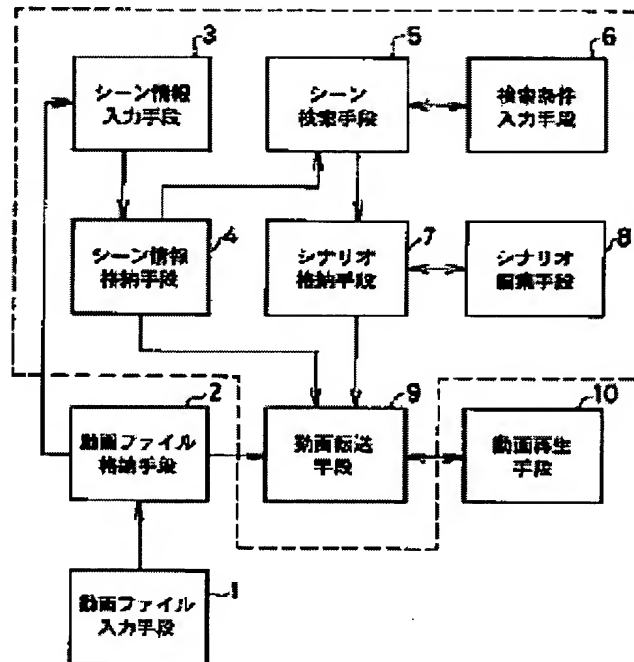 3
シーン情報
入力手段
5
シーン
検索手段
6
検索条件
入力手段
4
シーン情報
格納手段
7
シナリオ
格納手段
8
シナリオ
編集手段
2
動画ファイル
格納手段
9
動画転送
手段
10
動画再生
手段
1
動画ファイル
入力手段